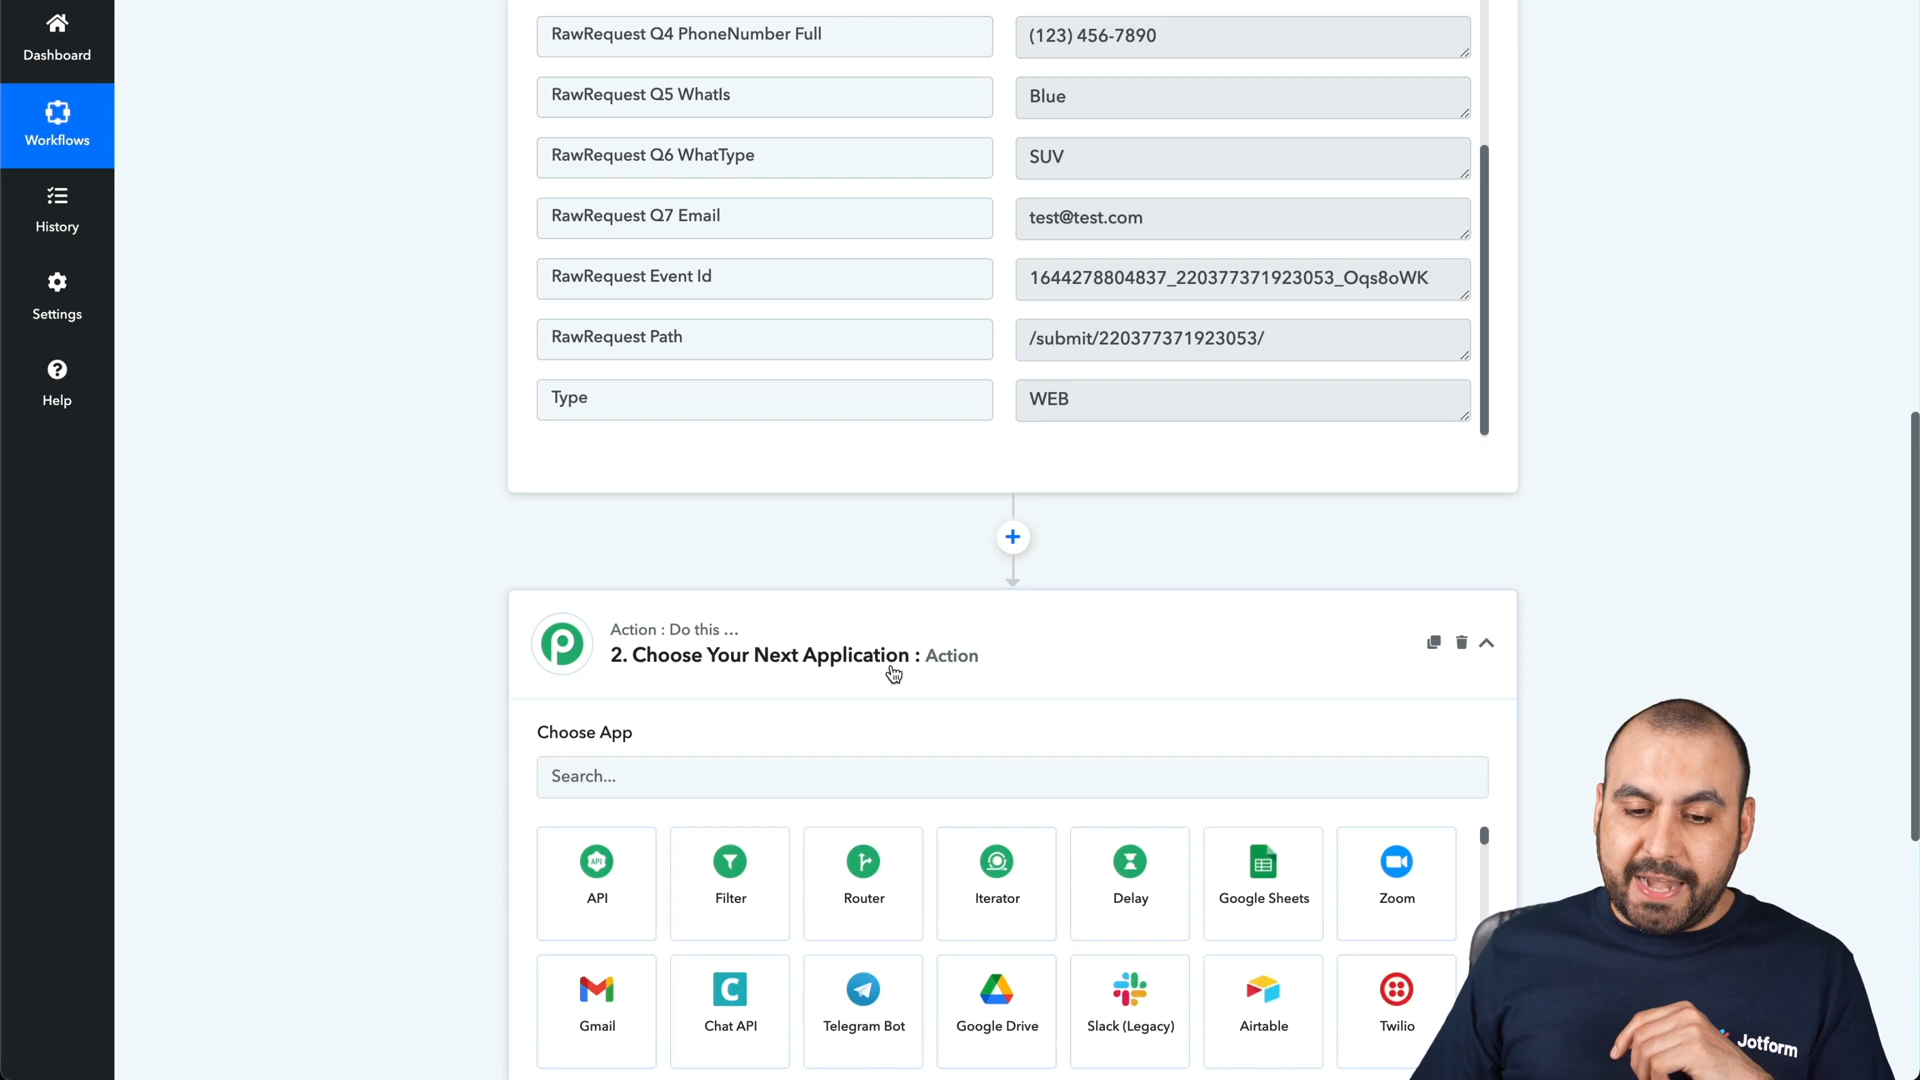 Dashboard
Workflows
History
Settings
Help
RawRequest Q4 PhoneNumber Full
(123) 456-7890
RawRequest Q5 WhatIs
Blue
RawRequest Q6 WhatType
SUV
RawRequest Q7 Email
test@test.com
RawRequest Event Id
1644278804837_220377371923053_Oqs8oWK
RawRequest Path
/submit/220377371923053/
Type
WEB
Action : Do this ...
2. Choose Your Next Application : Action
Choose App
Search...
API
Filter
Router
Iterator
Delay
Google Sheets
Zoom
Gmail
Chat API
Telegram Bot
Google Drive
Slack (Legacy)
Airtable
Twilio
Jotform